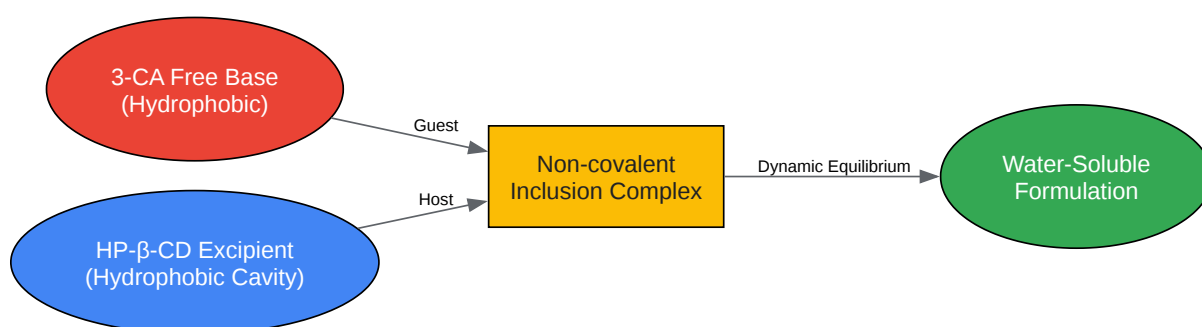 3-CA Free Base
(Hydrophobic)
Guest
HP-β-CD Excipient
(Hydrophobic Cavity)
Host
Non-covalent
Inclusion Complex
Dynamic Equilibrium
Water-Soluble
Formulation